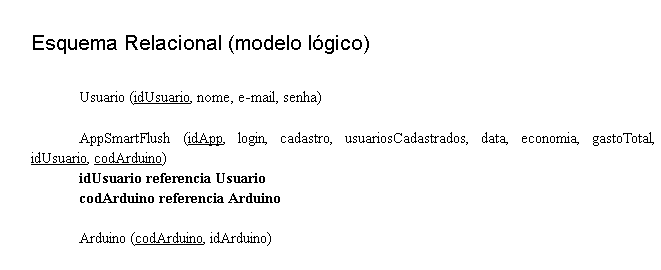 Esquema Relacional (modelo lógico)
Usuario (idUsuario, nome, e-mail, senha)
AppSmartFlush (idApp, login, cadastro, usuariosCadastrados, data, economia, gastoTotal,
idUsuario, codArduino)
idUsuario referencia Usuario
codArduino referencia Arduino
Arduino (codArduino, idArduino)